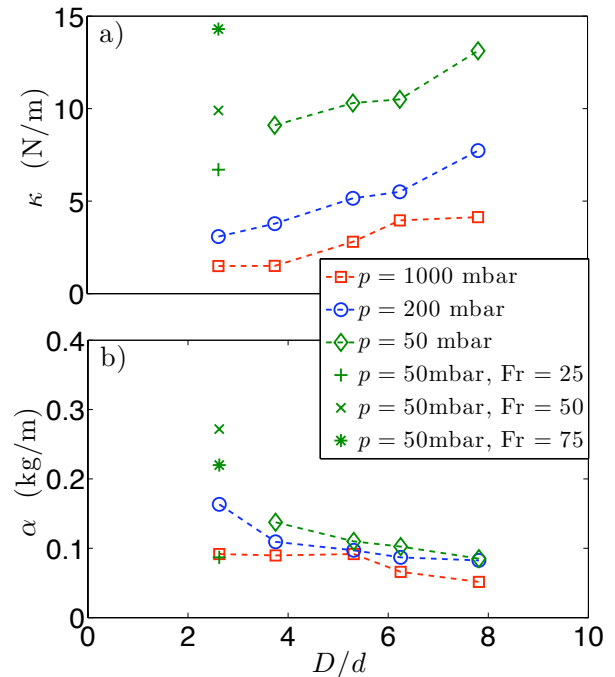 a)
15
10
5
0
κ (N/m)
p = 1000 mbar
p = 200 mbar
p = 50 mbar
p = 50mbar, Fr = 25
p = 50mbar, Fr = 50
p = 50mbar, Fr = 75
b)
0.4
0.3
0.2
0.1
0
α (kg/m)
0 2 4 6 8 10
D/d